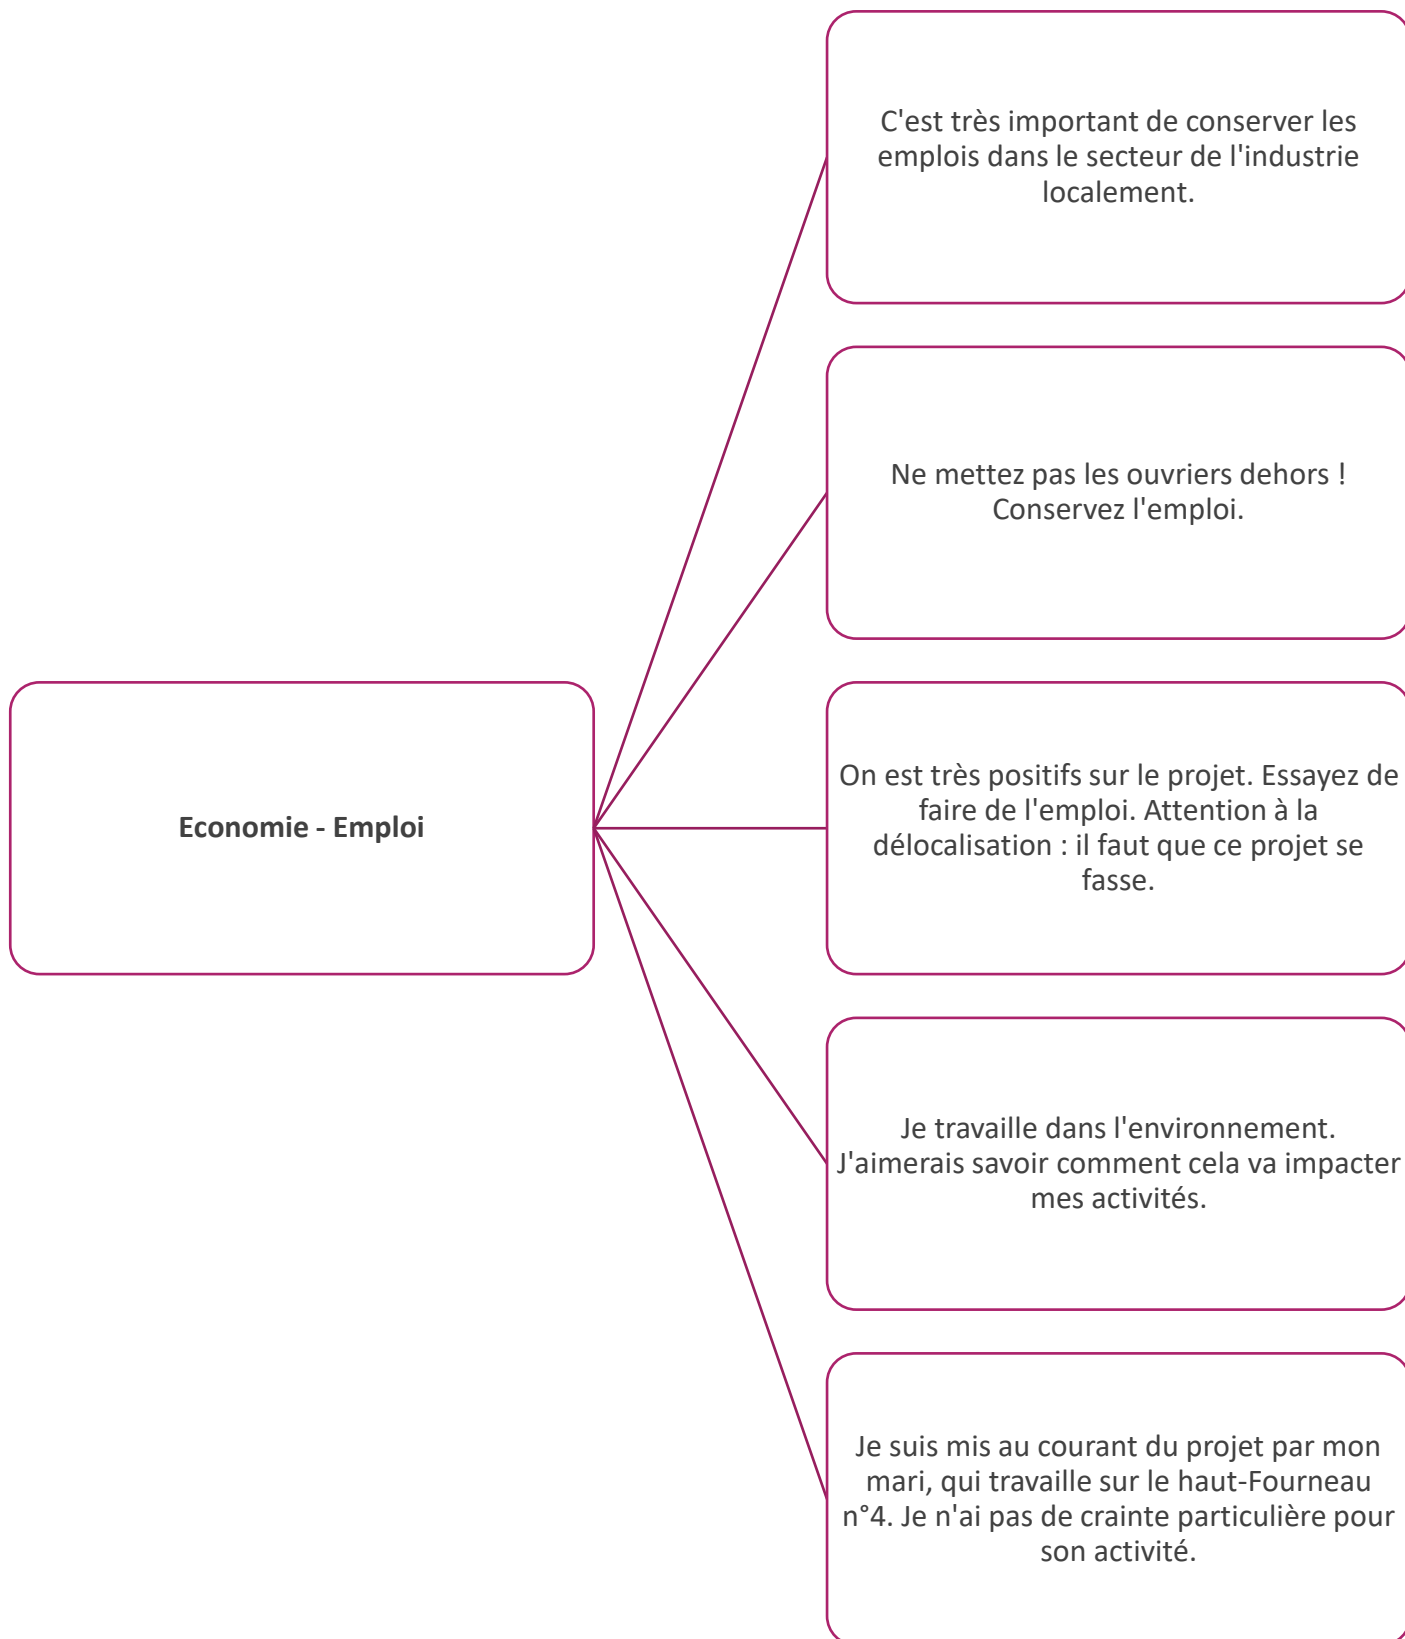 C'est très important de conserver les
emplois dans le secteur de l'industrie
localement.
Ne mettez pas les ouvriers dehors !
Conservez l'emploi.
Economie - Emploi
On est très positifs sur le projet. Essayez de
faire de l'emploi. Attention à la
délocalisation : il faut que ce projet se
fasse.
Je travaille dans l'environnement.
J'aimerais savoir comment cela va impacter
mes activités.
Je suis mis au courant du projet par mon
mari, qui travaille sur le haut-Fourneau
n°4. Je n'ai pas de crainte particulière pour
son activité.